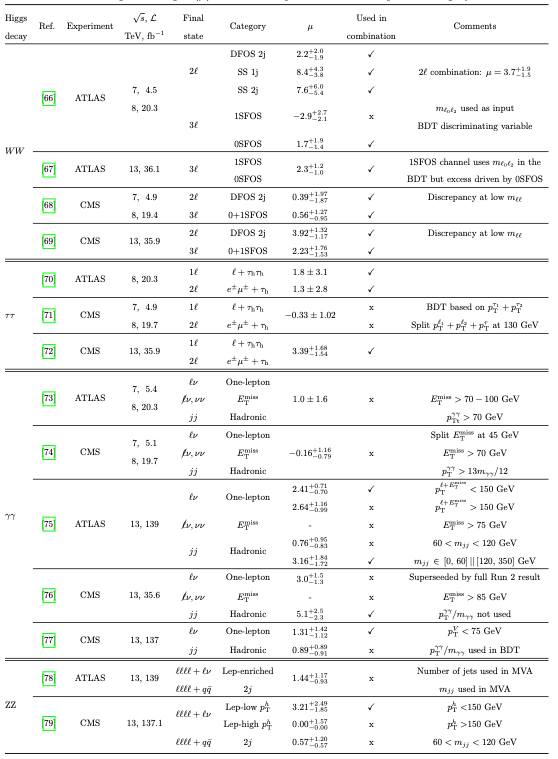 Higgs decay Ref. Experiment √s, ℒ TeV, fb⁻¹ Final state Category μ Used in combination Comments
WW
[66] ATLAS 7, 4.5 8, 20.3
2ℓ DFOS 2j 2.2 +2.0 −1.9 ✓
SS 1j 8.4 +4.3 −3.8 ✓ 2ℓ combination: μ = 3.7 +1.9 −1.5
SS 2j 7.6 +6.0 −5.4 ✓
3ℓ 1SFOS −2.9 +2.7 −2.1 x mℓ0ℓ2 used as input
BDT discriminating variable
0SFOS 1.7 +1.9 −1.4 ✓
[67] ATLAS 13, 36.1 3ℓ 1SFOS 2.3 +1.2 −1.0 ✓ 1SFOS channel uses mℓ0ℓ2 in the
0SFOS BDT but excess driven by 0SFOS
[68] CMS 7, 4.9 2ℓ DFOS 2j 0.39 +1.97 −1.87 ✓ Discrepancy at low mℓℓ
8, 19.4 3ℓ 0+1SFOS 0.56 +1.27 −0.95 ✓
[69] CMS 13, 35.9 2ℓ DFOS 2j 3.92 +1.32 −1.17 ✓ Discrepancy at low mℓℓ
3ℓ 0+1SFOS 2.23 +1.76 −1.53 ✓
ττ
[70] ATLAS 8, 20.3 1ℓ ℓ + τhτh 1.8 ± 3.1 ✓
2ℓ e±μ± + τh 1.3 ± 2.8 ✓
[71] CMS 7, 4.9 1ℓ ℓ + τhτh −0.33 ± 1.02 x BDT based on pTτ1 + pTτ2
8, 19.7 2ℓ e±μ± + τh x Split pTℓ1 + pTℓ2 + pTτ at 130 GeV
[72] CMS 13, 35.9 1ℓ ℓ + τhτh 3.39 +1.68 −1.54 ✓
2ℓ e±μ± + τh
γγ
[73] ATLAS 7, 5.4 8, 20.3 ℓν One-lepton
ℓ̸ν, νν ETmiss 1.0 ± 1.6 x ETmiss > 70 − 100 GeV
jj Hadronic pTtγγ > 70 GeV
[74] CMS 7, 5.1 8, 19.7 ℓν One-lepton Split ETmiss at 45 GeV
ℓ̸ν, νν ETmiss −0.16 +1.16 −0.79 x ETmiss > 70 GeV
jj Hadronic pTγγ > 13mγγ/12
[75] ATLAS 13, 139
ℓν One-lepton 2.41 +0.71 −0.70 ✓ pTℓ+ETmiss < 150 GeV
2.64 +1.16 −0.99 x pTℓ+ETmiss > 150 GeV
ℓ̸ν, νν ETmiss - x ETmiss > 75 GeV
jj Hadronic 0.76 +0.95 −0.83 x 60 < mjj < 120 GeV
3.16 +1.84 −1.72 ✓ mjj ∈ [0, 60] || [120, 350] GeV
[76] CMS 13, 35.6 ℓν One-lepton 3.0 +1.5 −1.3 x Superseded by full Run 2 result
ℓ̸ν, νν ETmiss - x ETmiss > 85 GeV
jj Hadronic 5.1 +2.5 −2.3 ✓ pTγγ/mγγ not used
[77] CMS 13, 137 ℓν One-lepton 1.31 +1.42 −1.12 ✓ pTV < 75 GeV
jj Hadronic 0.89 +0.89 −0.91 x pTγγ/mγγ used in BDT
ZZ
[78] ATLAS 13, 139 ℓℓℓℓ + ℓν Lep-enriched 1.44 +1.17 −0.93 x Number of jets used in MVA
ℓℓℓℓ + qq̄ 2j mjj used in MVA
[79] CMS 13, 137.1 ℓℓℓℓ + ℓν Lep-low pTh 3.21 +2.49 −1.85 ✓ pTh <150 GeV
Lep-high pTh 0.00 +1.57 −0.00 x pTh >150 GeV
ℓℓℓℓ + qq̄ 2j 0.57 +1.20 −0.57 x 60 < mjj < 120 GeV